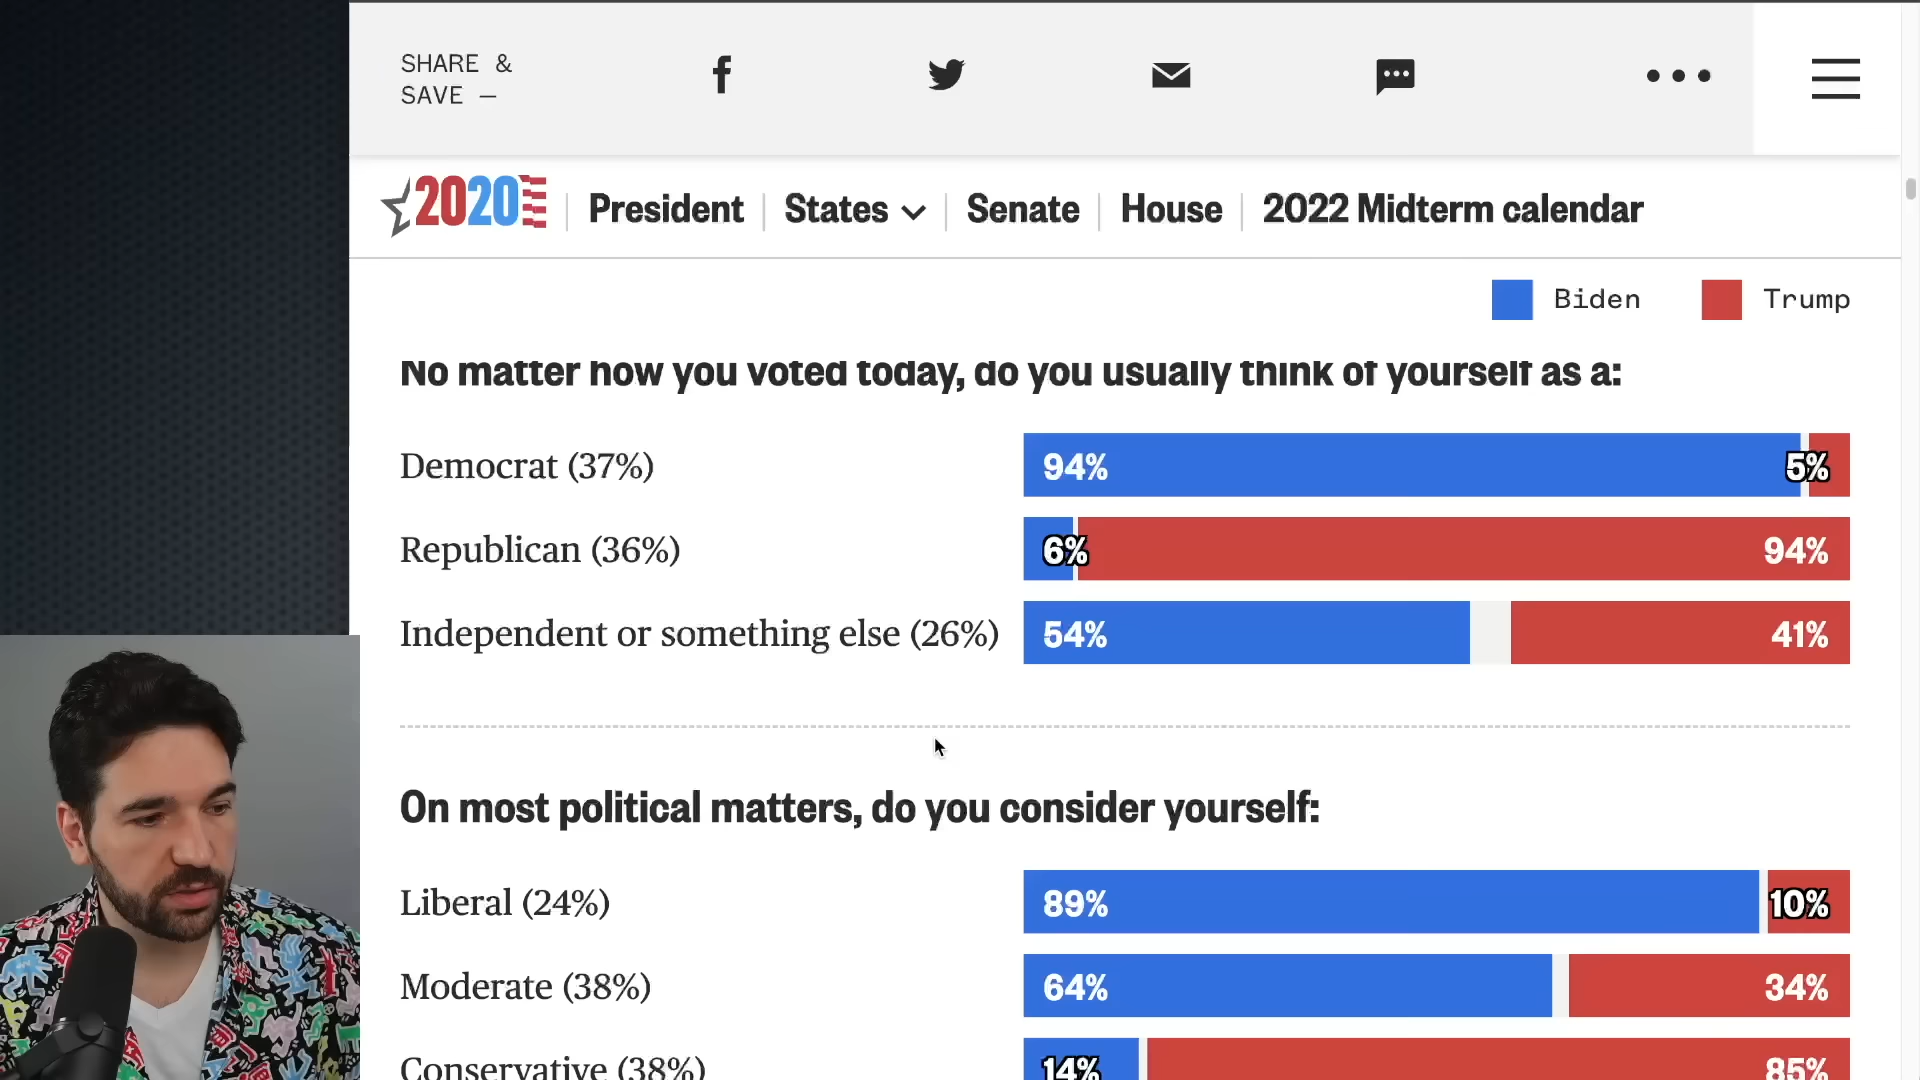 SHARE &
SAVE —
2020
President
States
Senate
House
2022 Midterm calendar
Biden
Trump
No matter how you voted today, do you usually think of yourself as a:
Democrat (37%)
94%
5%
Republican (36%)
6%
94%
Independent or something else (26%)
54%
41%
On most political matters, do you consider yourself:
Liberal (24%)
89%
10%
Moderate (38%)
64%
34%
Conservative (38%)
14%
85%